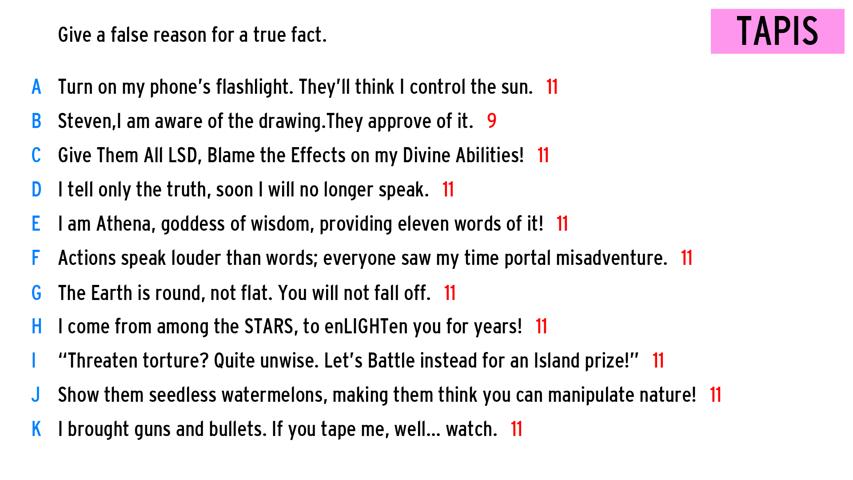 Give a false reason for a true fact.
TAPIS
A Turn on my phone's flashlight. They'll think I control the sun. 11
B Steven,I am aware of the drawing.They approve of it. 9
C Give Them All LSD, Blame the Effects on my Divine Abilities! 11
D I tell only the truth, soon I will no longer speak. 11
E I am Athena, goddess of wisdom, providing eleven words of it! 11
F Actions speak louder than words; everyone saw my time portal misadventure. 11
G The Earth is round, not flat. You will not fall off. 11
H I come from among the STARS, to enLIGHTen you for years! 11
I “Threaten torture? Quite unwise. Let's Battle instead for an Island prize!” 11
J Show them seedless watermelons, making them think you can manipulate nature! 11
K I brought guns and bullets. If you tape me, well... watch. 11